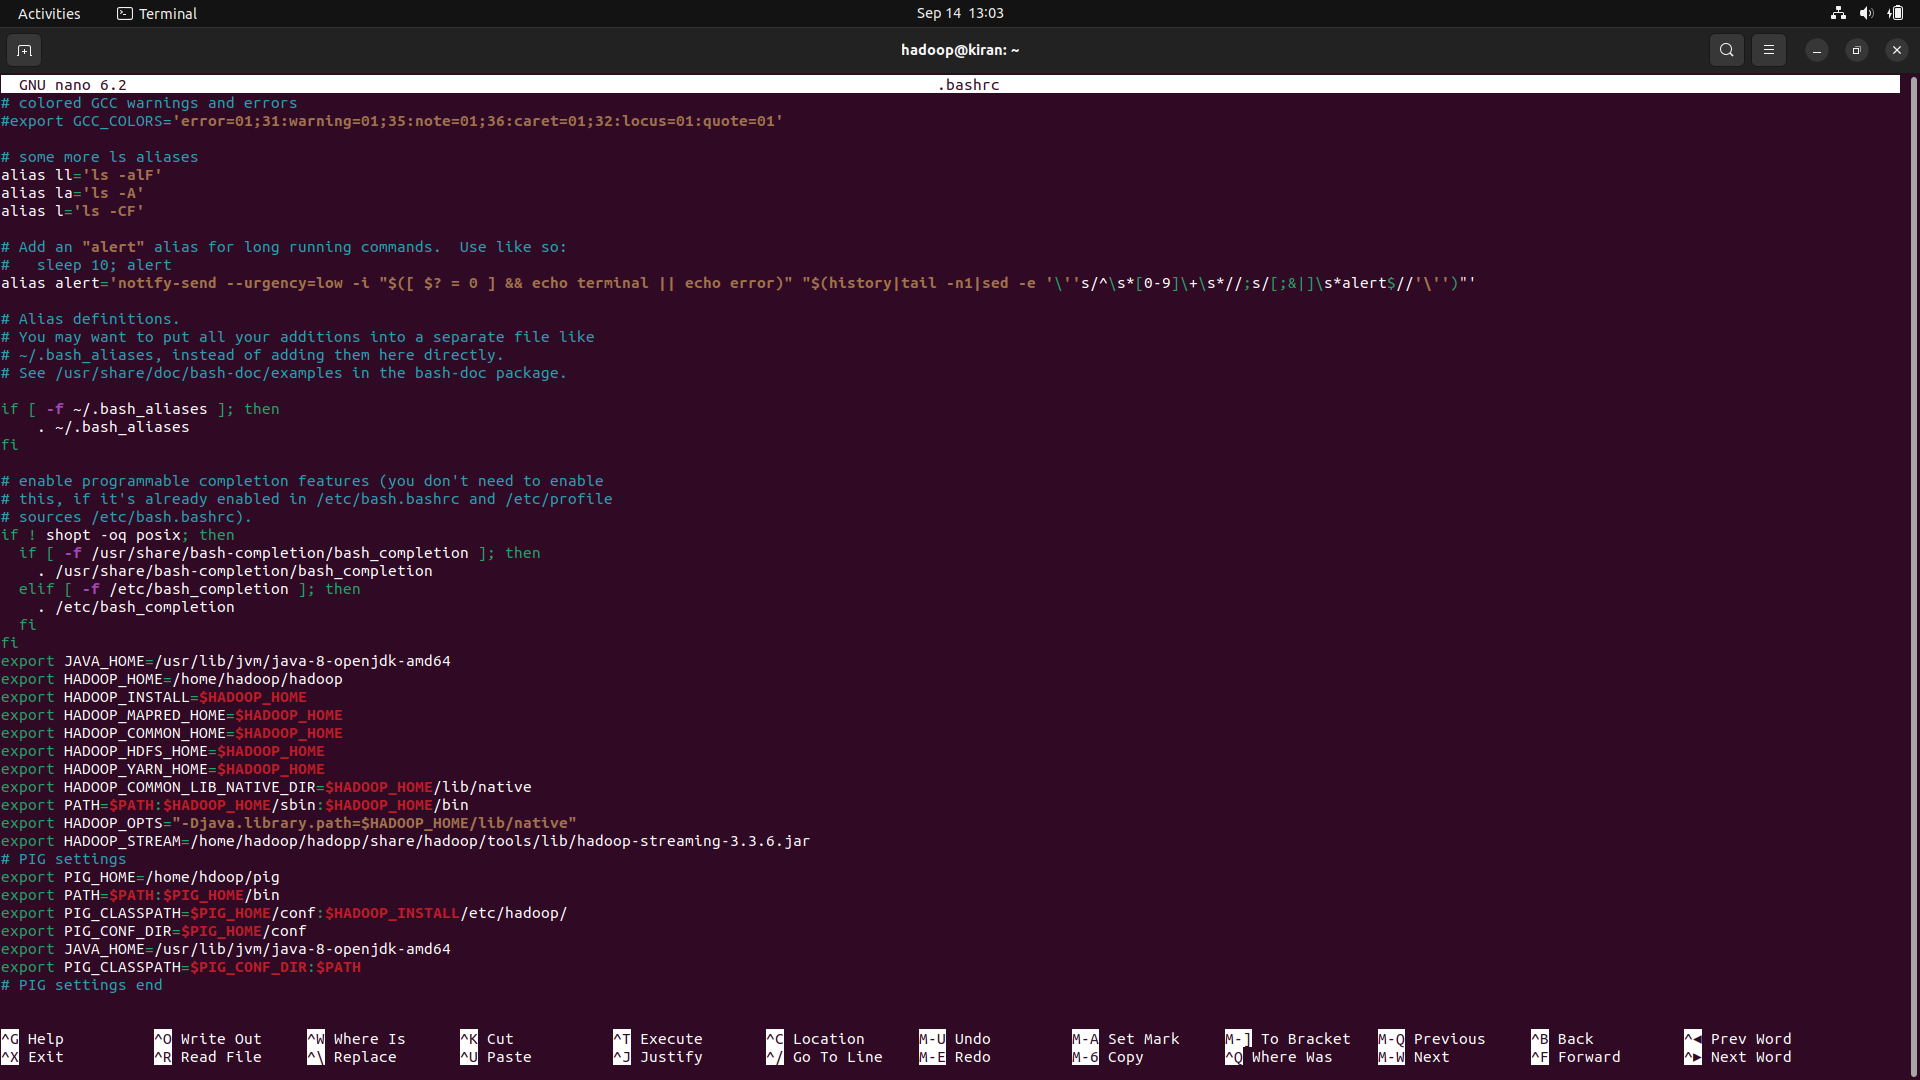 Activities Terminal Sep 14 13:03
hadoop@kiran: ~
GNU nano 6.2 .bashrc
# colored GCC warnings and errors
#export GCC_COLORS='error=01;31:warning=01;35:note=01;36:caret=01;32:locus=01:quote=01'
# some more ls aliases
alias ll='ls -alF'
alias la='ls -A'
alias l='ls -CF'
# Add an "alert" alias for long running commands.  Use like so:
#   sleep 10; alert
alias alert='notify-send --urgency=low -i "$([ $? = 0 ] && echo terminal || echo error)" "$(history|tail -n1|sed -e '\''s/^\s*[0-9]\+\s*//;s/[;&|]\s*alert$//'\'')"'
# Alias definitions.
# You may want to put all your additions into a separate file like
# ~/.bash_aliases, instead of adding them here directly.
# See /usr/share/doc/bash-doc/examples in the bash-doc package.
if [ -f ~/.bash_aliases ]; then
    . ~/.bash_aliases
fi
# enable programmable completion features (you don't need to enable
# this, if it's already enabled in /etc/bash.bashrc and /etc/profile
# sources /etc/bash.bashrc).
if ! shopt -oq posix; then
  if [ -f /usr/share/bash-completion/bash_completion ]; then
    . /usr/share/bash-completion/bash_completion
  elif [ -f /etc/bash_completion ]; then
    . /etc/bash_completion
  fi
fi
export JAVA_HOME=/usr/lib/jvm/java-8-openjdk-amd64
export HADOOP_HOME=/home/hadoop/hadoop
export HADOOP_INSTALL=$HADOOP_HOME
export HADOOP_MAPRED_HOME=$HADOOP_HOME
export HADOOP_COMMON_HOME=$HADOOP_HOME
export HADOOP_HDFS_HOME=$HADOOP_HOME
export HADOOP_YARN_HOME=$HADOOP_HOME
export HADOOP_COMMON_LIB_NATIVE_DIR=$HADOOP_HOME/lib/native
export PATH=$PATH:$HADOOP_HOME/sbin:$HADOOP_HOME/bin
export HADOOP_OPTS="-Djava.library.path=$HADOOP_HOME/lib/native"
export HADOOP_STREAM=/home/hadoop/hadopp/share/hadoop/tools/lib/hadoop-streaming-3.3.6.jar
# PIG settings
export PIG_HOME=/home/hdoop/pig
export PATH=$PATH:$PIG_HOME/bin
export PIG_CLASSPATH=$PIG_HOME/conf:$HADOOP_INSTALL/etc/hadoop/
export PIG_CONF_DIR=$PIG_HOME/conf
export JAVA_HOME=/usr/lib/jvm/java-8-openjdk-amd64
export PIG_CLASSPATH=$PIG_CONF_DIR:$PATH
# PIG settings end
^G Help ^O Write Out ^W Where Is ^K Cut ^T Execute ^C Location M-U Undo M-A Set Mark M-] To Bracket M-Q Previous ^B Back ^◀ Prev Word
^X Exit ^R Read File ^\ Replace ^U Paste ^J Justify ^/ Go To Line M-E Redo M-6 Copy ^Q Where Was M-W Next ^F Forward ^▶ Next Word